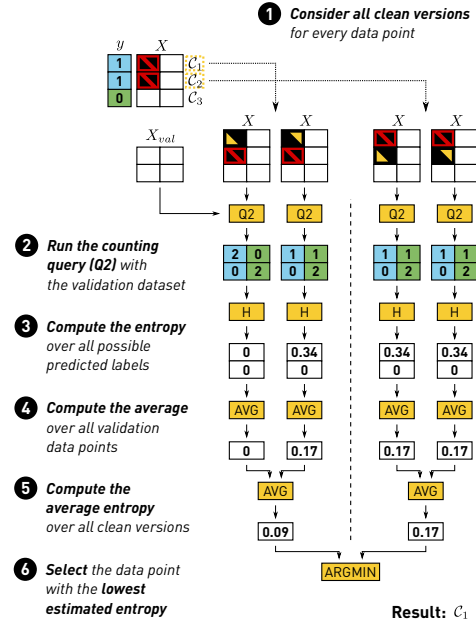 1 Consider all clean versions
for every data point
y X
1 C₁
1 C₂
0 C₃
X_val
X X X X
Q2 Q2 Q2 Q2
2 Run the counting
query (Q2) with
the validation dataset
2 0 1 1 1 1 1 1
0 2 0 2 0 2 0 2
H H H H
3 Compute the entropy
over all possible
predicted labels
0 0.34 0.34 0.34
0 0 0 0
4 Compute the average
over all validation
data points
AVG AVG AVG AVG
0 0.17 0.17 0.17
5 Compute the
average entropy
over all clean versions
AVG AVG
0.09 0.17
6 Select the data point
with the lowest
estimated entropy
ARGMIN
Result: C₁